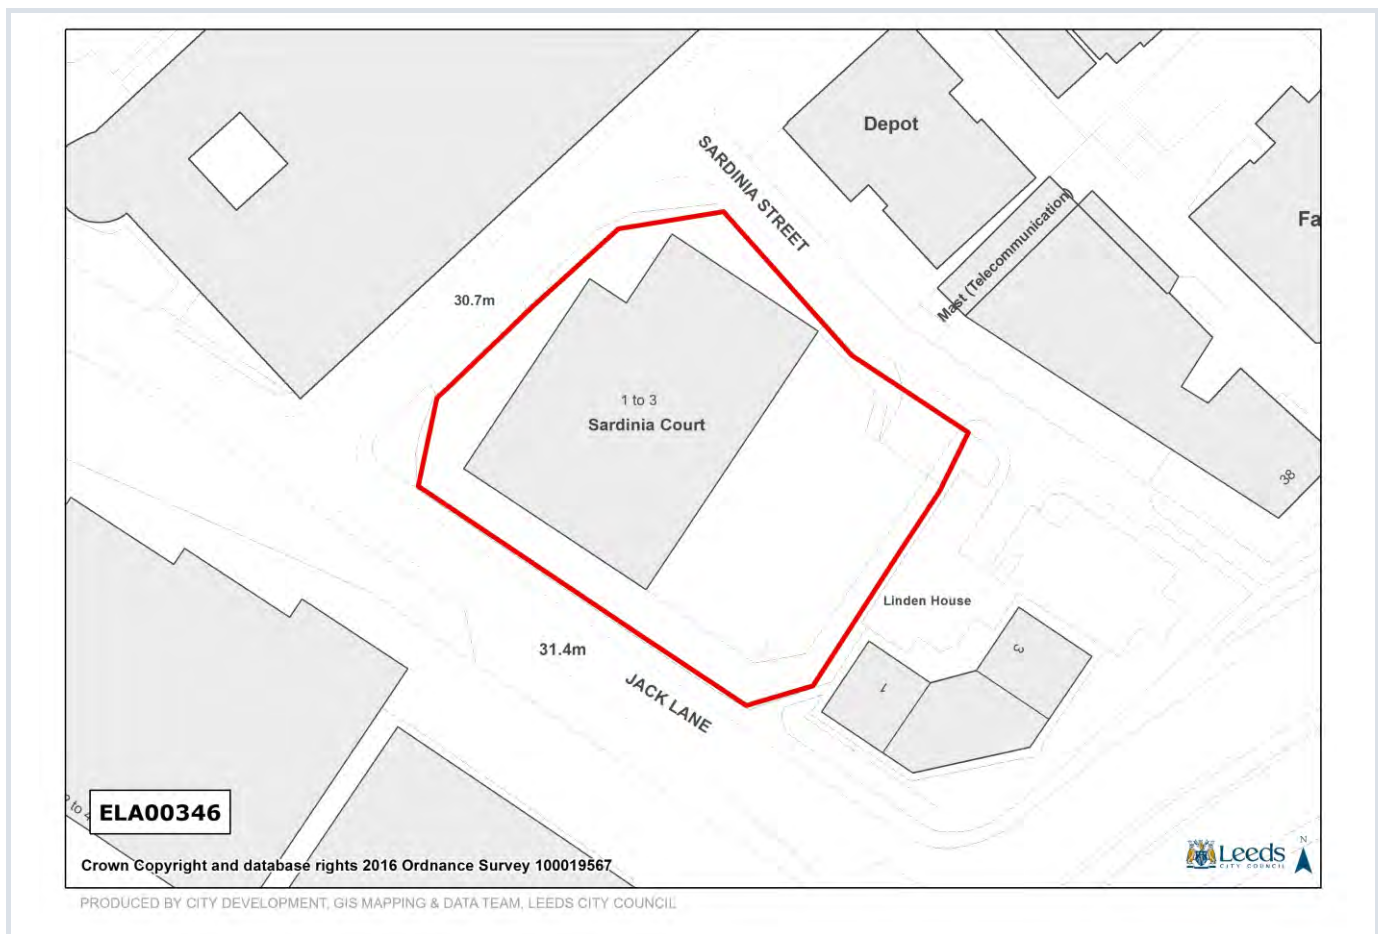 Depot
SARDINIA STREET
Mast (Telecommunication)
Fa
30.7m
1 to 3
Sardinia Court
38
Linden House
3
1
31.4m
JACK LANE
to 4
ELA00346
Crown Copyright and database rights 2016 Ordnance Survey 100019567
Leeds
CITY COUNCIL
N
PRODUCED BY CITY DEVELOPMENT, GIS MAPPING & DATA TEAM, LEEDS CITY COUNCIL